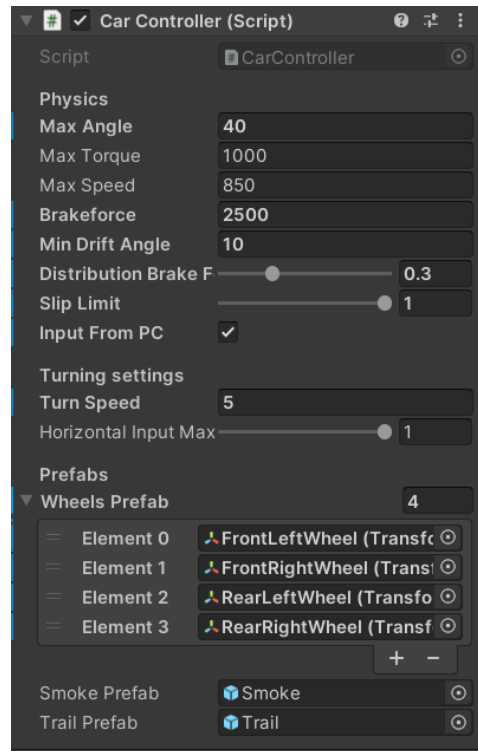 Car Controller (Script)
Script CarController
Physics
Max Angle 40
Max Torque 1000
Max Speed 850
Brakeforce 2500
Min Drift Angle 10
Distribution Brake F 0.3
Slip Limit 1
Input From PC
Turning settings
Turn Speed 5
Horizontal Input Max 1
Prefabs
Wheels Prefab 4
Element 0 FrontLeftWheel (Transfo
Element 1 FrontRightWheel (Transf
Element 2 RearLeftWheel (Transfo
Element 3 RearRightWheel (Transf
Smoke Prefab Smoke
Trail Prefab Trail